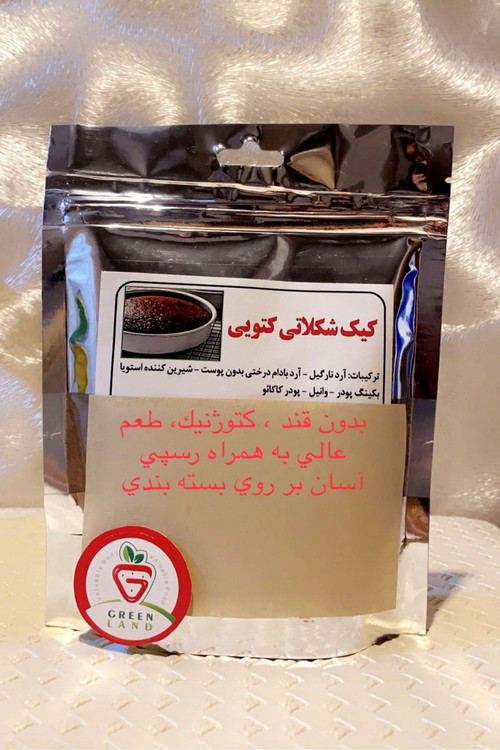 کیک شکلاتی کتویی
ترکیبات: آرد نارگیل - آرد بادام درختی بدون پوست - شیرین کننده استویا
بکینگ پودر - وانیل - پودر کاکائو
بدون قند ، كتوژنيك، طعم
عالي به همراه رسپي
آسان بر روي بسته بندي
GREEN
LAND